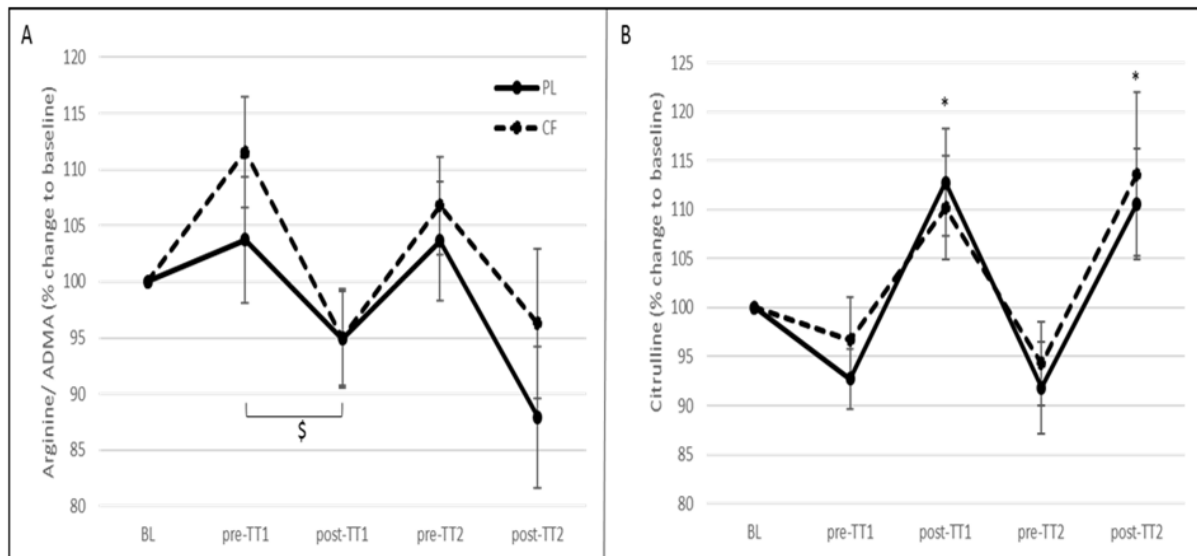 A
Arginine/ ADMA (% change to baseline)
120
115
110
105
100
95
90
85
80
PL
CF
$
BL pre-TT1 post-TT1 pre-TT2 post-TT2
B
Citrulline (% change to baseline)
125
120
115
110
105
100
95
90
85
80
*
*
BL pre-TT1 post-TT1 pre-TT2 post-TT2